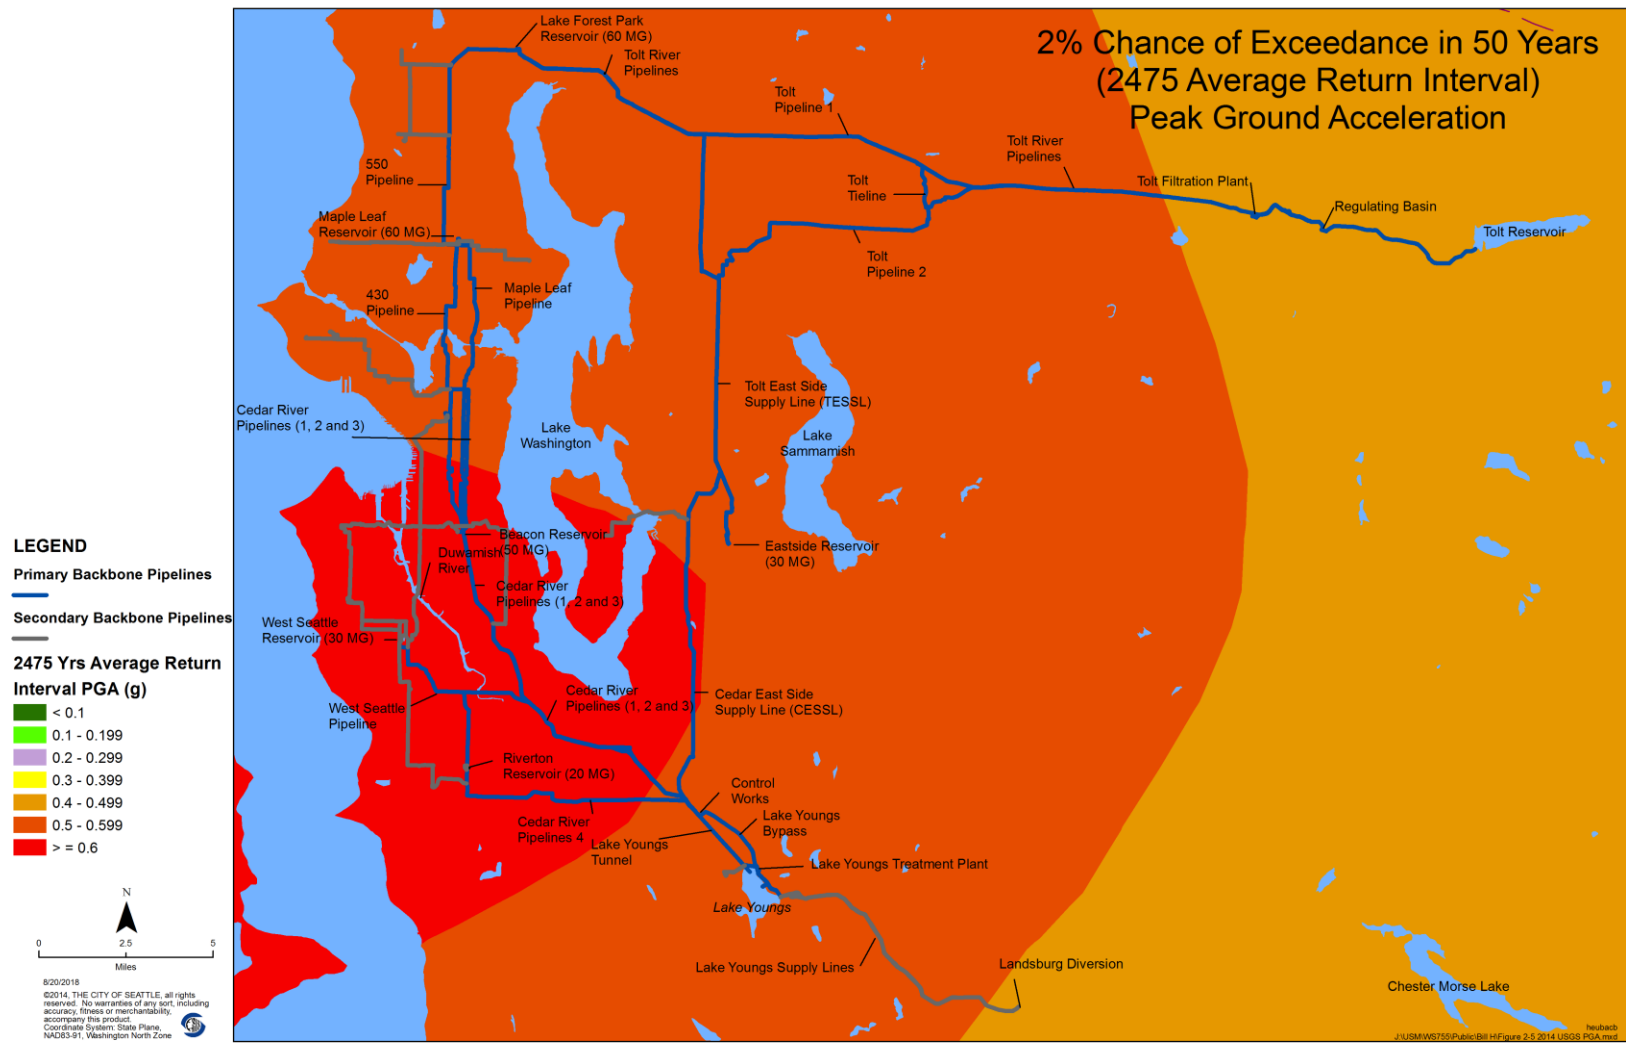 2% Chance of Exceedance in 50 Years
(2475 Average Return Interval)
Peak Ground Acceleration
Lake Forest Park
Reservoir (60 MG)
Tolt River
Pipelines
Tolt
Pipeline 1
Tolt River
Pipelines
550
Pipeline
Tolt
Tieline
Tolt Filtration Plant
Regulating Basin
Maple Leaf
Reservoir (60 MG)
Tolt Reservoir
Tolt
Pipeline 2
Maple Leaf
Pipeline
430
Pipeline
Tolt East Side
Supply Line (TESSL)
Cedar River
Pipelines (1, 2 and 3)
Lake
Washington
Lake
Sammamish
Beacon Reservoir
(50 MG)
Duwamish
River
Eastside Reservoir
(30 MG)
Cedar River
Pipelines (1, 2 and 3)
West Seattle
Reservoir (30 MG)
Cedar River
Pipelines (1, 2 and 3)
Cedar East Side
Supply Line (CESSL)
West Seattle
Pipeline
Riverton
Reservoir (20 MG)
Control
Works
Cedar River
Pipelines 4
Lake Youngs
Bypass
Lake Youngs
Tunnel
Lake Youngs Treatment Plant
Lake Youngs
Lake Youngs Supply Lines
Landsburg Diversion
Chester Morse Lake
LEGEND
Primary Backbone Pipelines
Secondary Backbone Pipelines
2475 Yrs Average Return
Interval PGA (g)
< 0.1
0.1 - 0.199
0.2 - 0.299
0.3 - 0.399
0.4 - 0.499
0.5 - 0.599
> = 0.6
N
0 2.5 5
Miles
8/20/2018
©2014, THE CITY OF SEATTLE, all rights
reserved. No warranties of any sort, including
accuracy, fitness or merchantability,
accompany this product.
Coordinate System: State Plane,
NAD83-91, Washington North Zone
heubacb
J:\USM\WS755\Public\Bill H\Figure 2-5 2014 USGS PGA.mxd